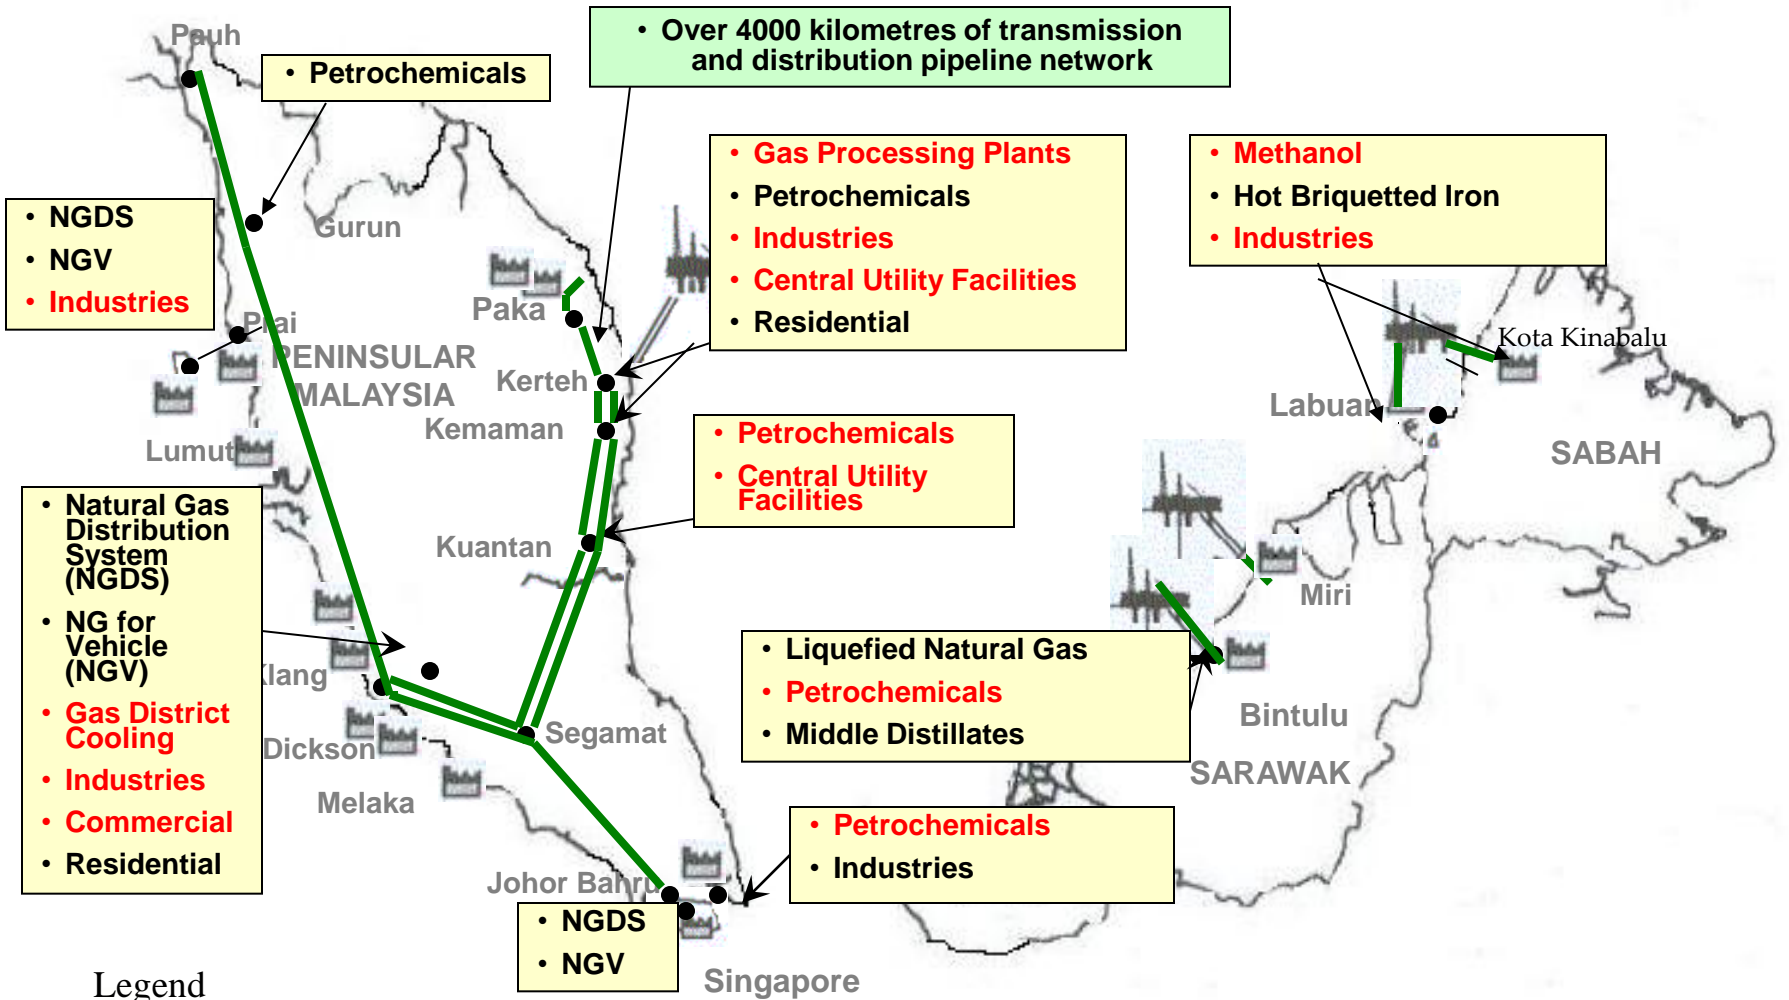 Pauh
• Over 4000 kilometres of transmission
and distribution pipeline network
• Petrochemicals
• Gas Processing Plants
• Petrochemicals
• Industries
• Central Utility Facilities
• Residential
• Methanol
• Hot Briquetted Iron
• Industries
• NGDS
• NGV
• Industries
Gurun
Paka
Prai
PENINSULAR
MALAYSIA
Kerteh
Kemaman
Kota Kinabalu
Labuan
SABAH
Lumut
• Petrochemicals
• Central Utility
Facilities
• Natural Gas
Distribution
System
(NGDS)
• NG for
Vehicle
(NGV)
• Gas District
Cooling
• Industries
• Commercial
• Residential
Kuantan
Miri
• Liquefied Natural Gas
• Petrochemicals
• Middle Distillates
Klang
Segamat
Dickson
Bintulu
SARAWAK
Melaka
• Petrochemicals
• Industries
Johor Bahru
• NGDS
• NGV
Singapore
Legend